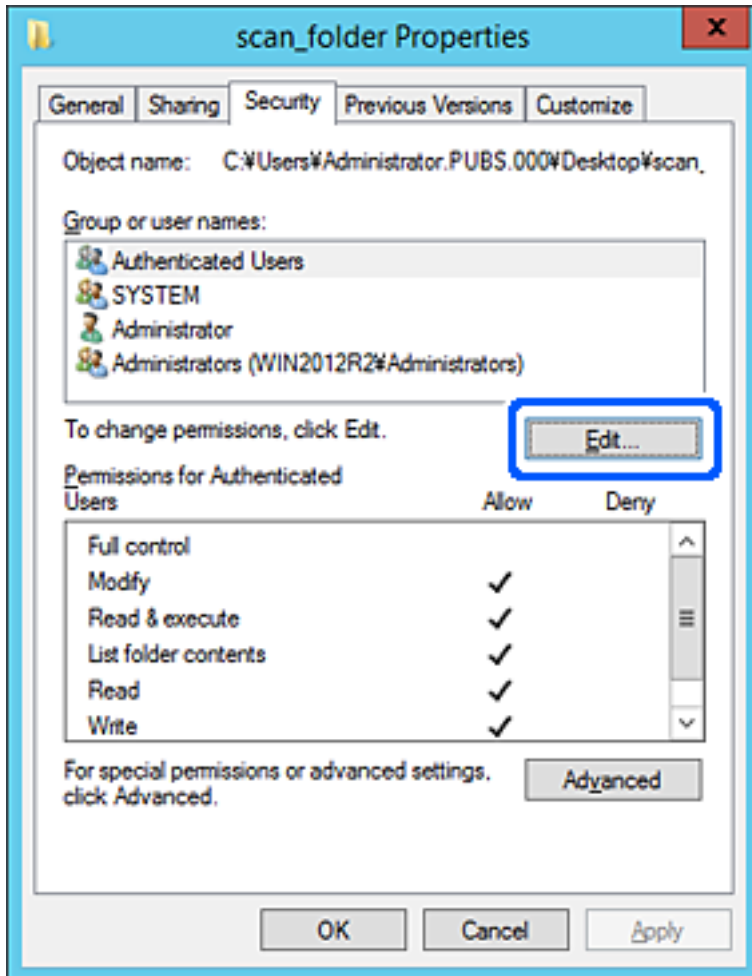 scan_folder Properties
x
General Sharing Security Previous Versions Customize
Object name: C:¥Users¥Administrator.PUBS.000¥Desktop¥scan_
Group or user names:
Authenticated Users
SYSTEM
Administrator
Administrators (WIN2012R2¥Administrators)
To change permissions, click Edit.
Edit...
Permissions for Authenticated
Users Allow Deny
Full control
Modify
Read & execute
List folder contents
Read
Write
For special permissions or advanced settings,
click Advanced.
Advanced
OK Cancel Apply